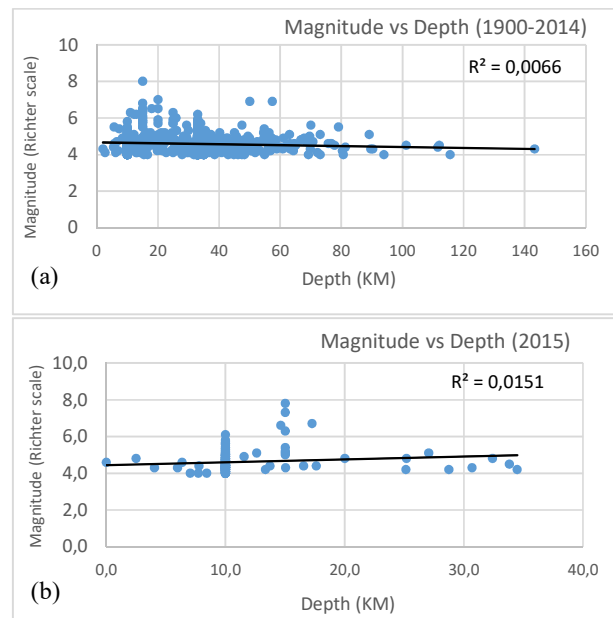 Magnitude vs Depth (1900-2014)
R² = 0,0066
Magnitude (Richter scale)
10
8
6
4
2
0
0 20 40 60 80 100 120 140 160
Depth (KM)
(a)
Magnitude vs Depth (2015)
R² = 0,0151
Magnitude (Richter scale)
10,0
8,0
6,0
4,0
2,0
0,0
0,0 10,0 20,0 30,0 40,0
Depth (KM)
(b)